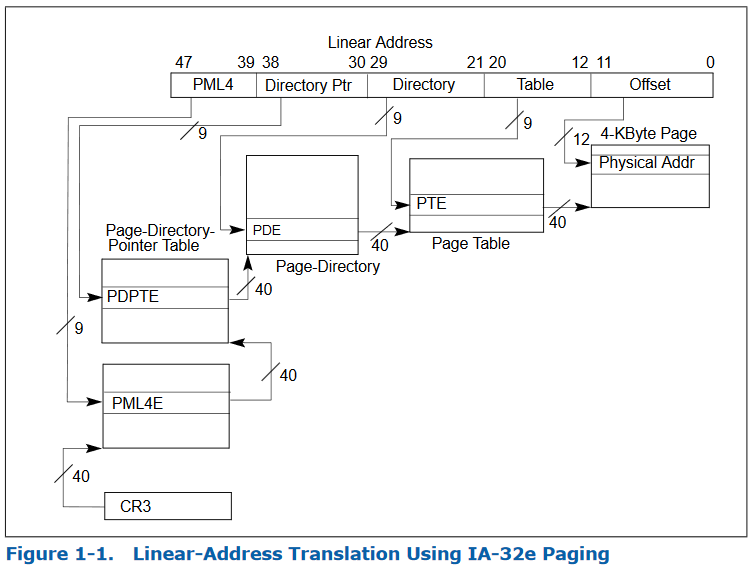 Linear Address
47 39 38 30 29 21 20 12 11 0
PML4 Directory Ptr Directory Table Offset
9
9
9
12
4-KByte Page
Physical Addr
PTE
40
Page Table
PDE
40
Page-Directory
Page-Directory-
Pointer Table
PDPTE
40
9
40
PML4E
40
CR3
Figure 1-1. Linear-Address Translation Using IA-32e Paging